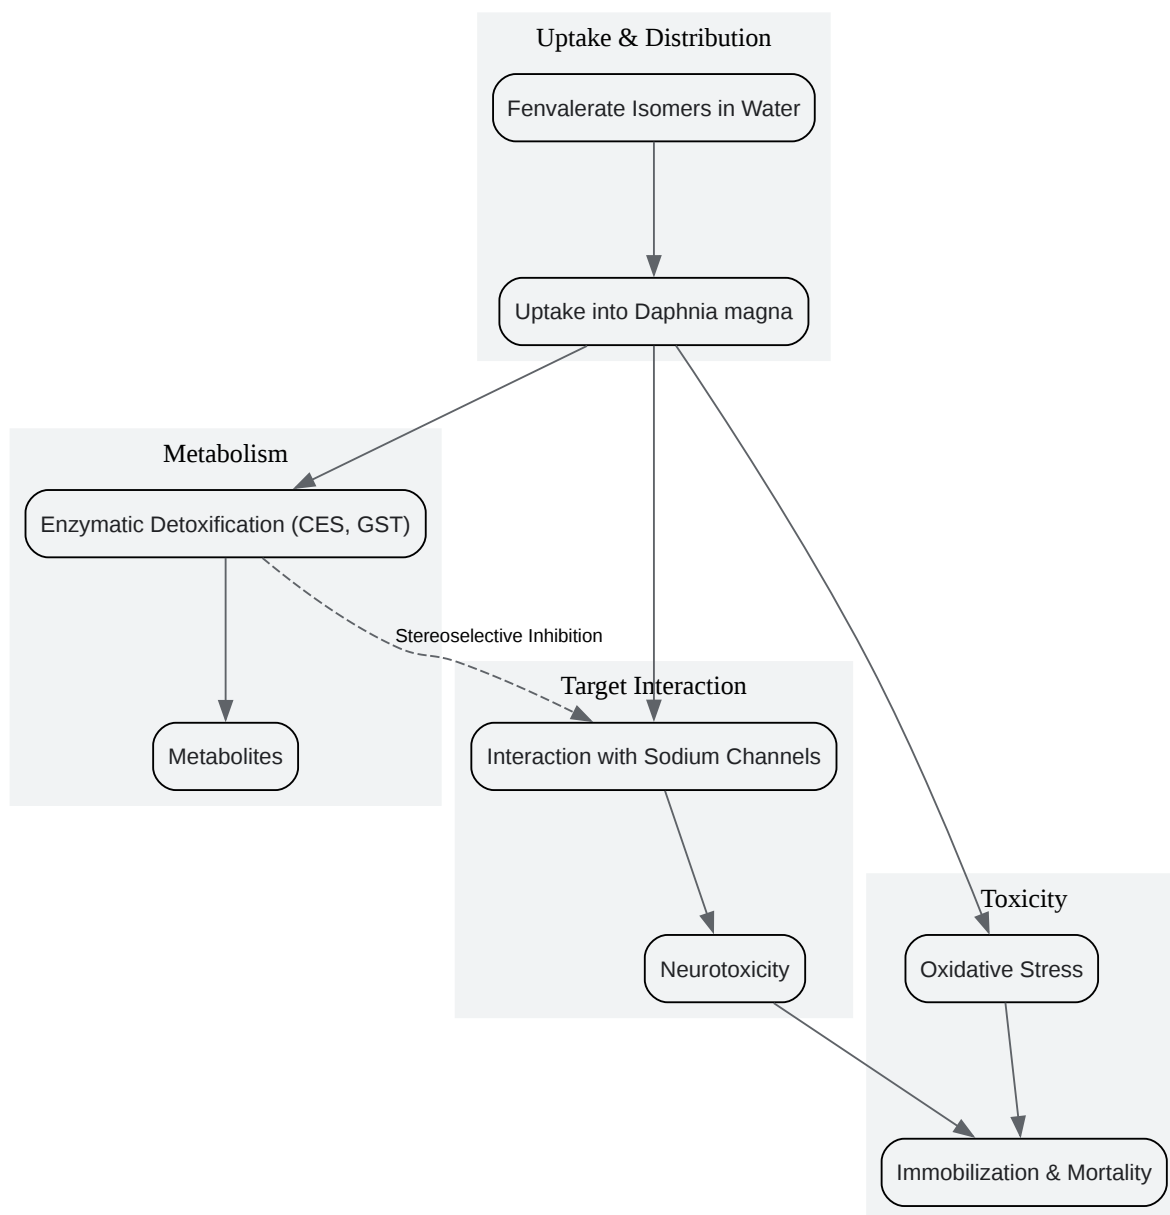 Uptake & Distribution
Fenvalerate Isomers in Water
Uptake into Daphnia magna
Metabolism
Enzymatic Detoxification (CES, GST)
Stereoselective Inhibition
Target Interaction
Metabolites
Interaction with Sodium Channels
Toxicity
Neurotoxicity
Oxidative Stress
Immobilization & Mortality